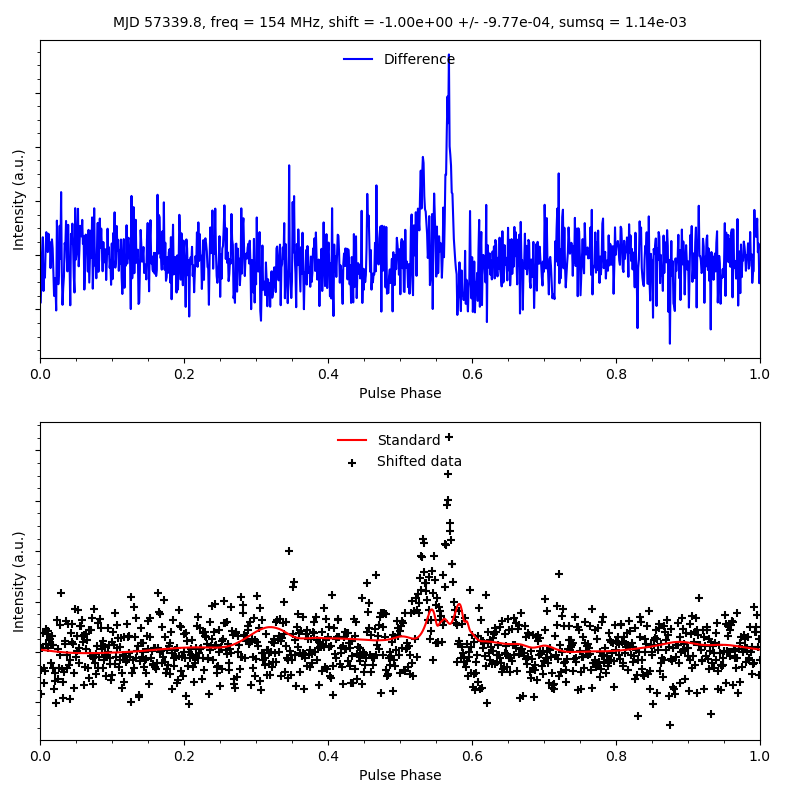 MJD 57339.8, freq = 154 MHz, shift = -1.00e+00 +/- -9.77e-04, sumsq = 1.14e-03
Difference
Intensity (a.u.)
0.0 0.2 0.4 0.6 0.8 1.0
Pulse Phase
Standard
Shifted data
Intensity (a.u.)
0.0 0.2 0.4 0.6 0.8 1.0
Pulse Phase